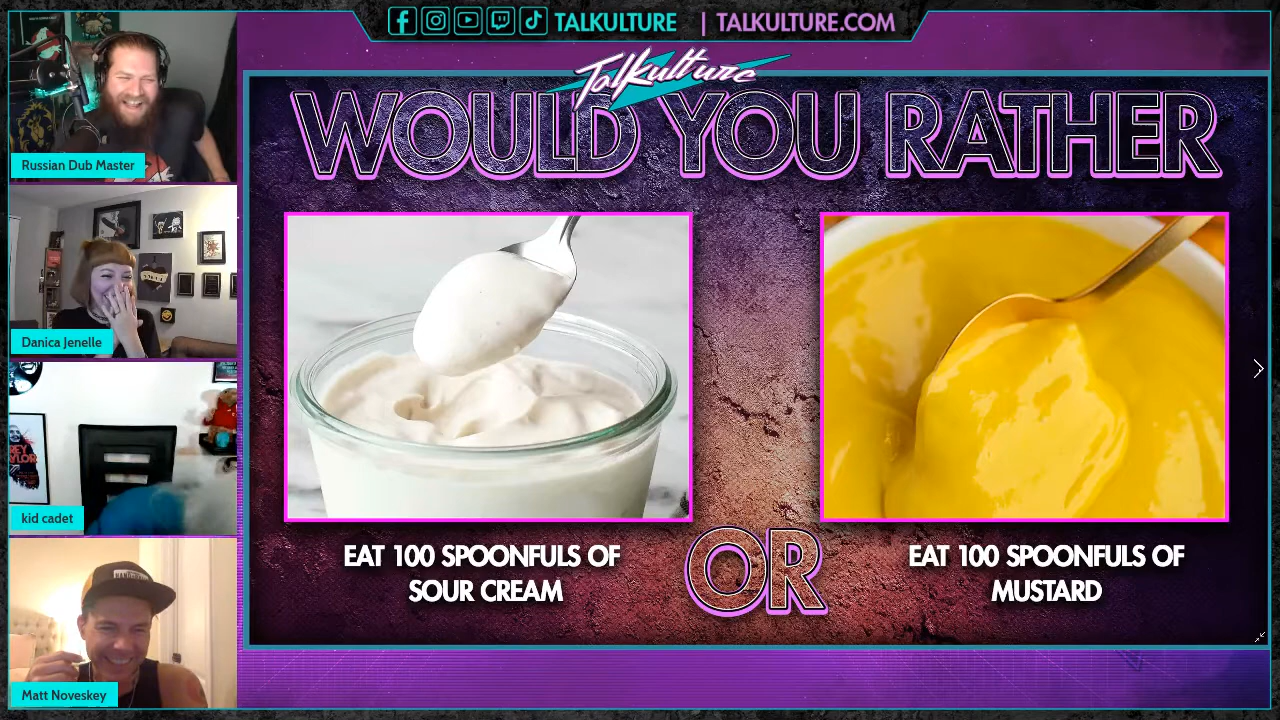 TALKULTURE | TALKULTURE.COM
Talkulture
WOULD YOU RATHER
Russian Dub Master
Danica Jenelle
kid cadet
EAT 100 SPOONFULS OF
SOUR CREAM
OR
EAT 100 SPOONFULS OF
MUSTARD
Matt Noveskey